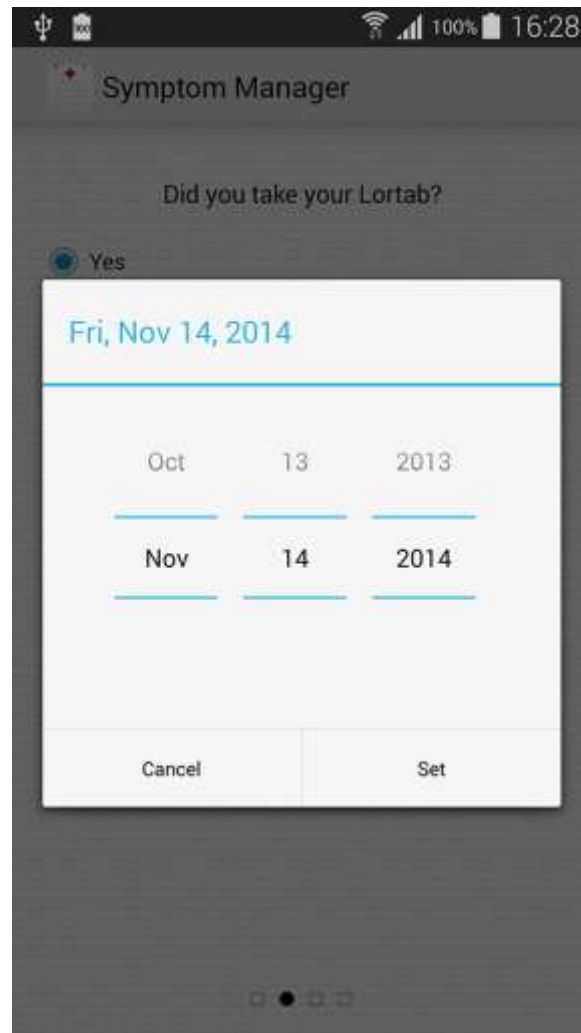 100% 16:28
Symptom Manager
Did you take your Lortab?
Yes
Fri, Nov 14, 2014
Oct 13 2013
Nov 14 2014
Cancel Set